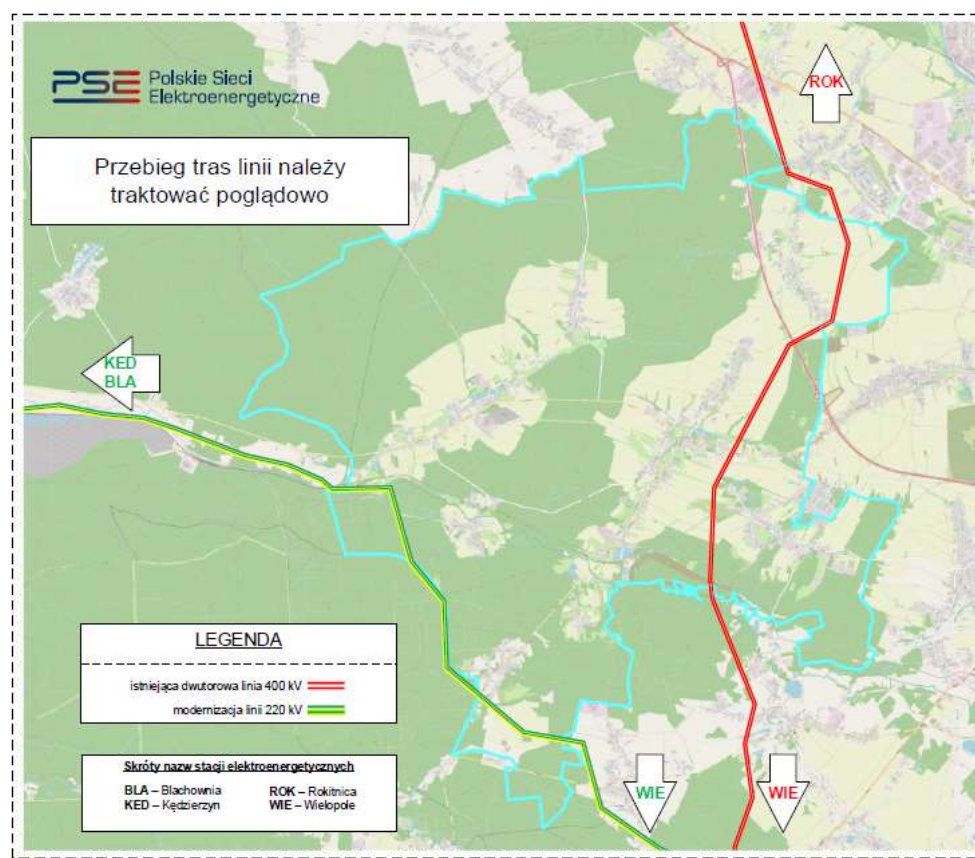 PSE Polskie Sieci
Elektroenergetyczne
Przebieg tras linii należy
traktować poglądowo
ROK
KED
BLA
LEGENDA
istniejąca dwutorowa linia 400 kV
modernizacja linii 220 kV
Skróty nazw stacji elektroenergetycznych
BLA – Blachownia ROK – Rokitnica
KED – Kędzierzyn WIE – Wielopole
WIE WIE